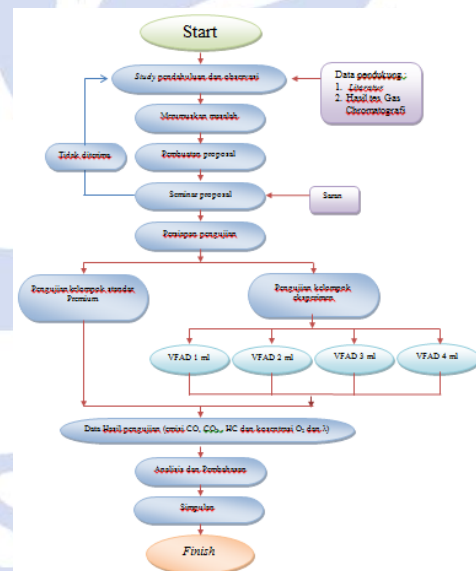 Start
Study pendahuluan dan observasi
Data pendukung :
1. Literatur
2. Hasil tes Gas
Chromatografi
Merumuskan masalah
Tidak diterima
Pembuatan proposal
Seminar proposal
Saran
Persiapan pengujian
Pengujian kelompok standar
Premium
Pengujian kelompok
eksperimen
VFAD 1 ml
VFAD 2 ml
VFAD 3 ml
VFAD 4 ml
Data Hasil pengujian (emisi CO, CO₂, HC dan kosentrasi O₂ dan λ)
Analisis dan Pembahasan
Simpulan
Finish